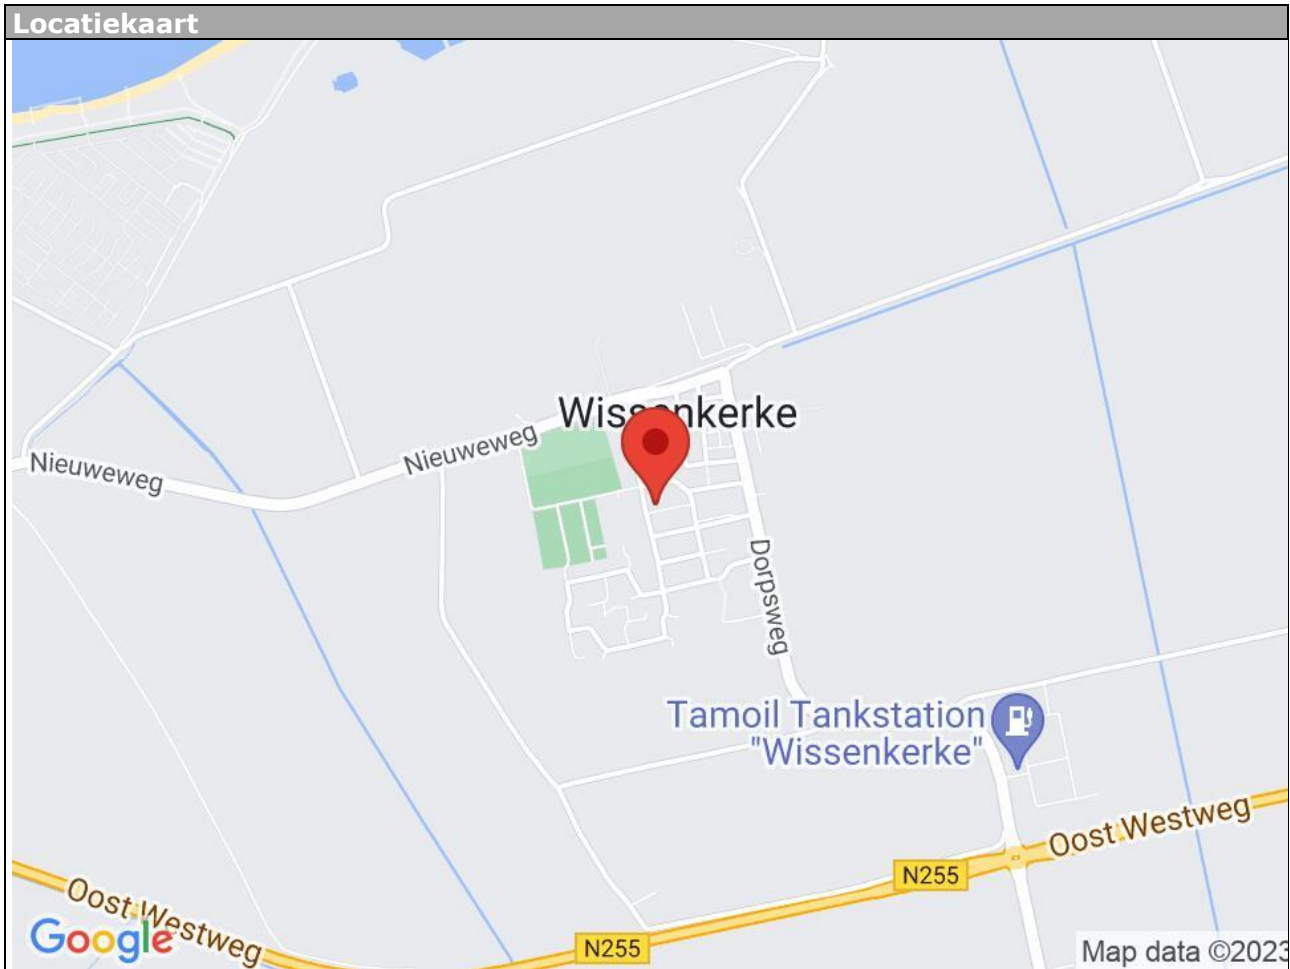 Locatiekaart
Wissenkerke
Nieuweweg
Nieuweweg
Dorpsweg
Tamoil Tankstation
"Wissenkerke"
Oost Westweg
N255
Oost Westweg
N255
Google
Map data ©2023